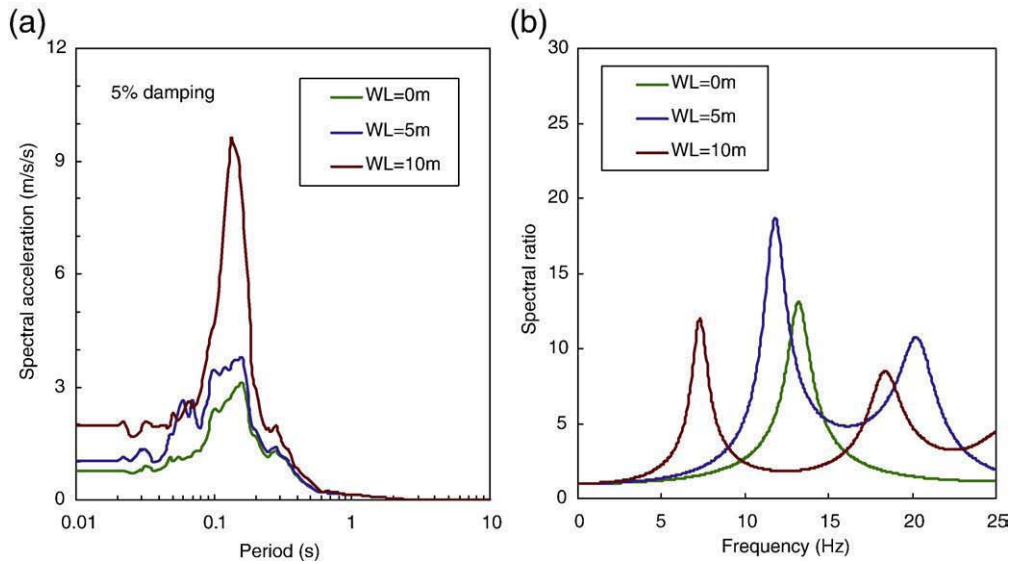 (a)
12
9
6
3
0
Spectral acceleration (m/s/s)
5% damping
WL=0m
WL=5m
WL=10m
0.01
0.1
1
10
Period (s)
(b)
30
25
20
15
10
5
0
Spectral ratio
WL=0m
WL=5m
WL=10m
0
5
10
15
20
25
Frequency (Hz)